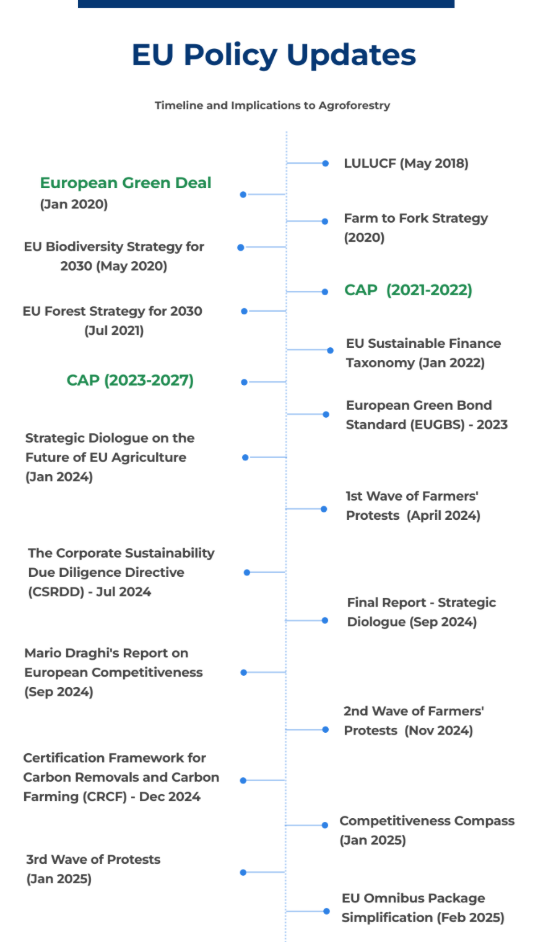 EU Policy Updates
Timeline and Implications to Agroforestry
LULUCF (May 2018)
European Green Deal
(Jan 2020)
Farm to Fork Strategy
(2020)
EU Biodiversity Strategy for
2030 (May 2020)
CAP (2021-2022)
EU Forest Strategy for 2030
(Jul 2021)
EU Sustainable Finance
Taxonomy (Jan 2022)
CAP (2023-2027)
European Green Bond
Standard (EUGBS) - 2023
Strategic Diologue on the
Future of EU Agriculture
(Jan 2024)
1st Wave of Farmers'
Protests (April 2024)
The Corporate Sustainability
Due Diligence Directive
(CSRDD) - Jul 2024
Final Report - Strategic
Diologue (Sep 2024)
Mario Draghi's Report on
European Competitiveness
(Sep 2024)
2nd Wave of Farmers'
Protests (Nov 2024)
Certification Framework for
Carbon Removals and Carbon
Farming (CRCF) - Dec 2024
Competitiveness Compass
(Jan 2025)
3rd Wave of Protests
(Jan 2025)
EU Omnibus Package
Simplification (Feb 2025)